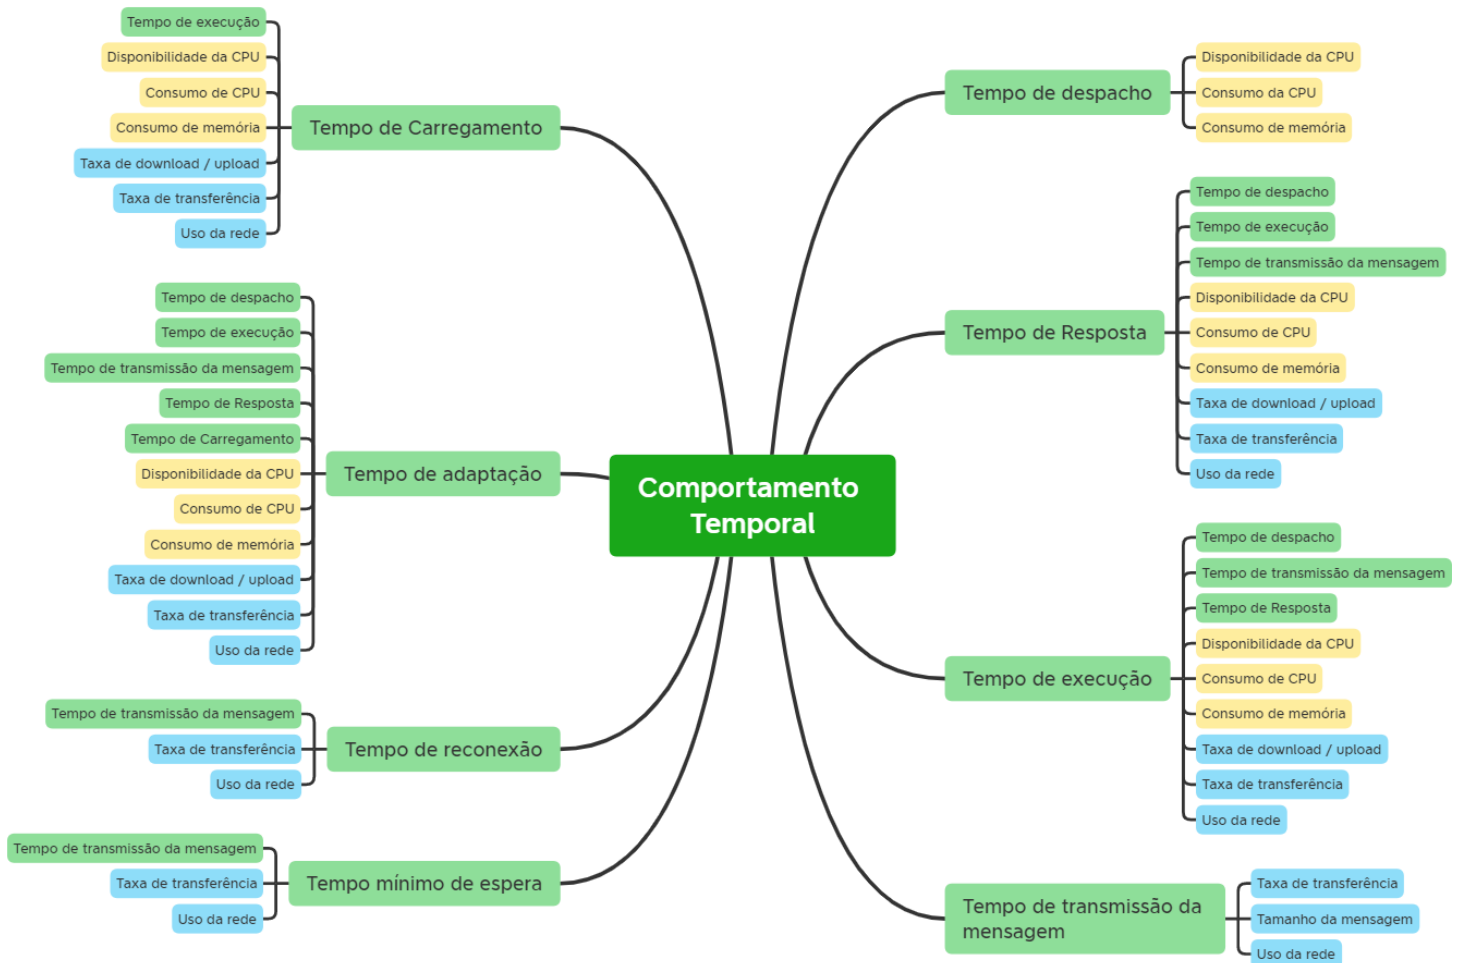 Comportamento
Temporal
Tempo de despacho
Disponibilidade da CPU
Consumo da CPU
Consumo de memória
Tempo de Resposta
Tempo de despacho
Tempo de execução
Tempo de transmissão da mensagem
Disponibilidade da CPU
Consumo de CPU
Consumo de memória
Taxa de download / upload
Taxa de transferência
Uso da rede
Tempo de execução
Tempo de despacho
Tempo de transmissão da mensagem
Tempo de Resposta
Disponibilidade da CPU
Consumo de CPU
Consumo de memória
Taxa de download / upload
Taxa de transferência
Uso da rede
Tempo de transmissão da
mensagem
Taxa de transferência
Tamanho da mensagem
Uso da rede
Tempo de Carregamento
Tempo de execução
Disponibilidade da CPU
Consumo de CPU
Consumo de memória
Taxa de download / upload
Taxa de transferência
Uso da rede
Tempo de adaptação
Tempo de despacho
Tempo de execução
Tempo de transmissão da mensagem
Tempo de Resposta
Tempo de Carregamento
Disponibilidade da CPU
Consumo de CPU
Consumo de memória
Taxa de download / upload
Taxa de transferência
Uso da rede
Tempo de reconexão
Tempo de transmissão da mensagem
Taxa de transferência
Uso da rede
Tempo mínimo de espera
Tempo de transmissão da mensagem
Taxa de transferência
Uso da rede